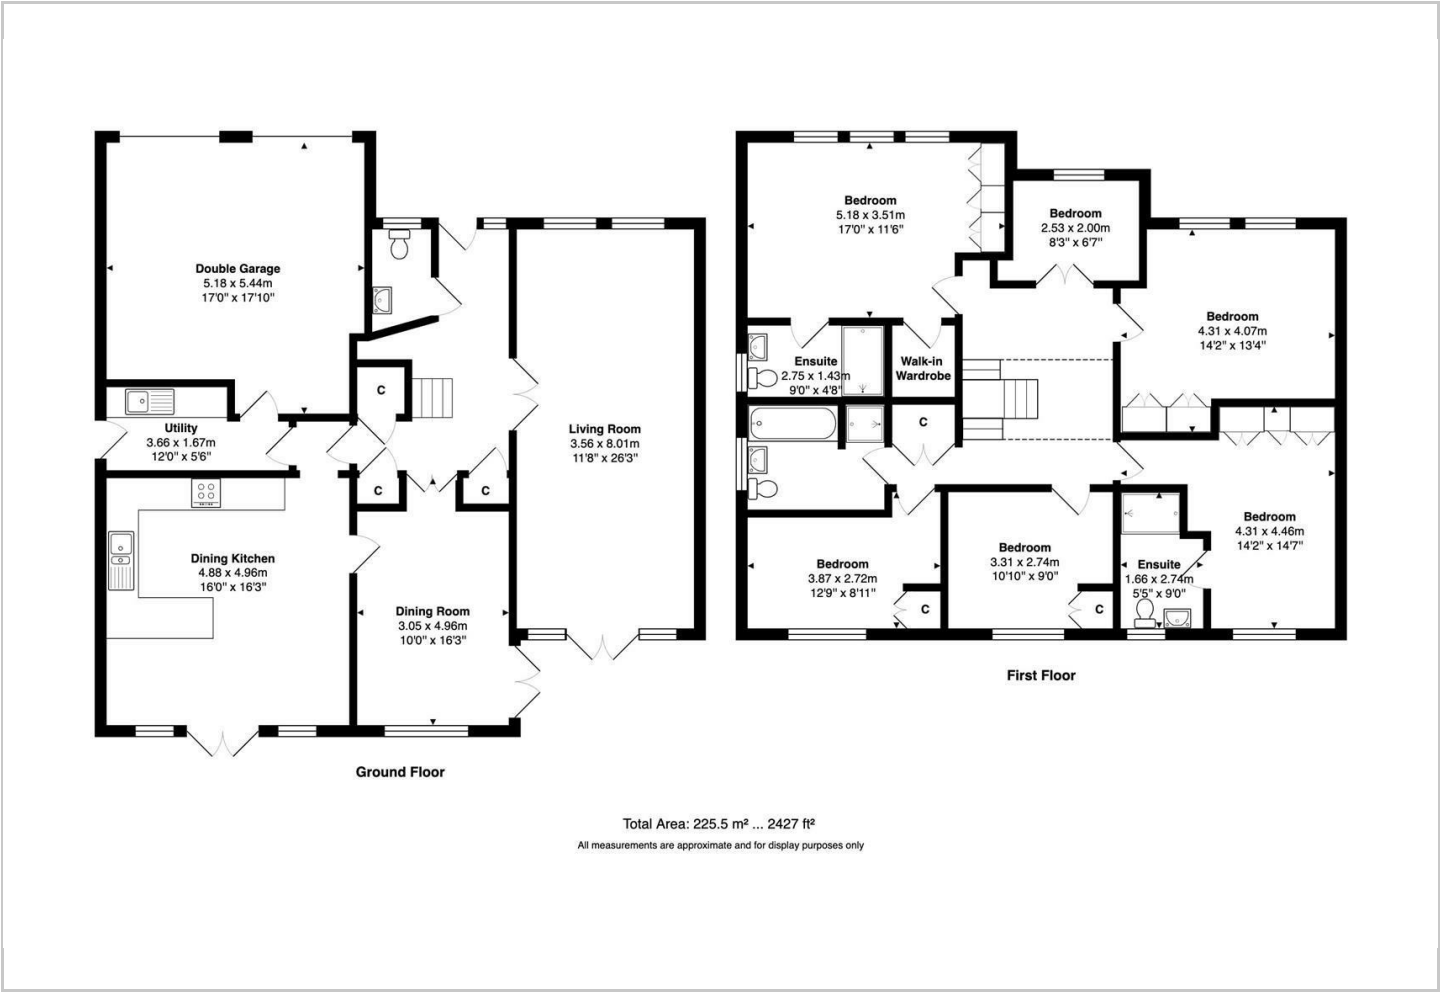 Double Garage
5.18 x 5.44m
17'0" x 17'10"
C
Utility
3.66 x 1.67m
12'0" x 5'6"
Living Room
3.56 x 8.01m
11'8" x 26'3"
C
C
Dining Kitchen
4.88 x 4.96m
16'0" x 16'3"
Dining Room
3.05 x 4.96m
10'0" x 16'3"
Ground Floor
Bedroom
5.18 x 3.51m
17'0" x 11'6"
Bedroom
2.53 x 2.00m
8'3" x 6'7"
Bedroom
4.31 x 4.07m
14'2" x 13'4"
Ensuite
2.75 x 1.43m
9'0" x 4'8"
Walk-in
Wardrobe
C
Bedroom
4.31 x 4.46m
14'2" x 14'7"
Bedroom
3.87 x 2.72m
12'9" x 8'11"
C
Bedroom
3.31 x 2.74m
10'10" x 9'0"
C
Ensuite
1.66 x 2.74m
5'5" x 9'0"
First Floor
Total Area: 225.5 m² ... 2427 ft²
All measurements are approximate and for display purposes only